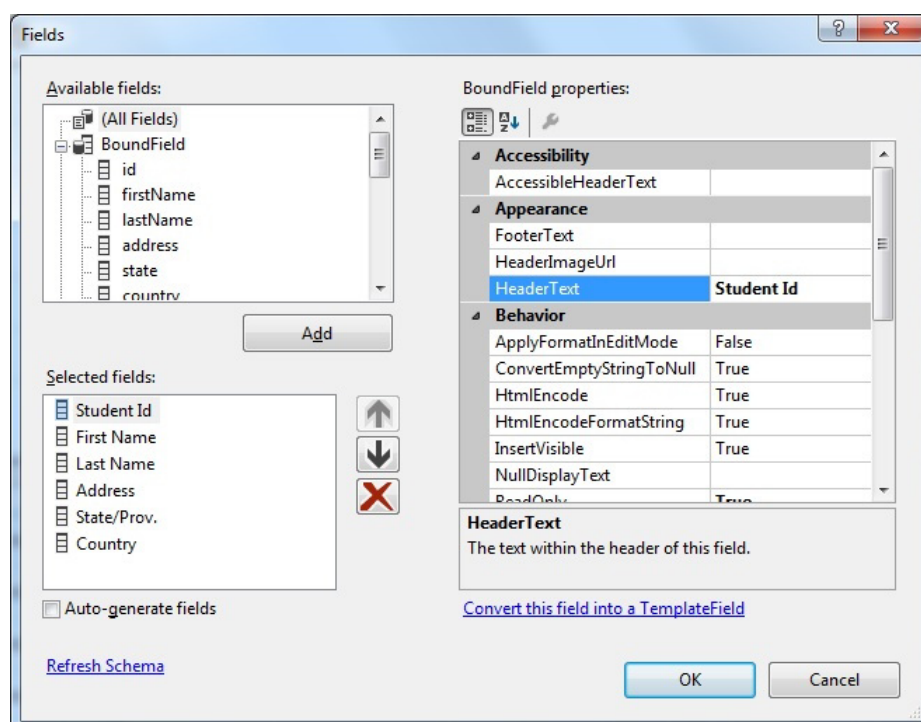 Fields
Available fields:
(All Fields)
BoundField
id
firstName
lastName
address
state
country
Add
Selected fields:
Student Id
First Name
Last Name
Address
State/Prov.
Country
Auto-generate fields
Refresh Schema
BoundField properties:
Accessibility
AccessibleHeaderText
Appearance
FooterText
HeaderImageUrl
HeaderText Student Id
Behavior
ApplyFormatInEditMode False
ConvertEmptyStringToNull True
HtmlEncode True
HtmlEncodeFormatString True
InsertVisible True
NullDisplayText
ReadOnly True
HeaderText
The text within the header of this field.
Convert this field into a TemplateField
OK Cancel